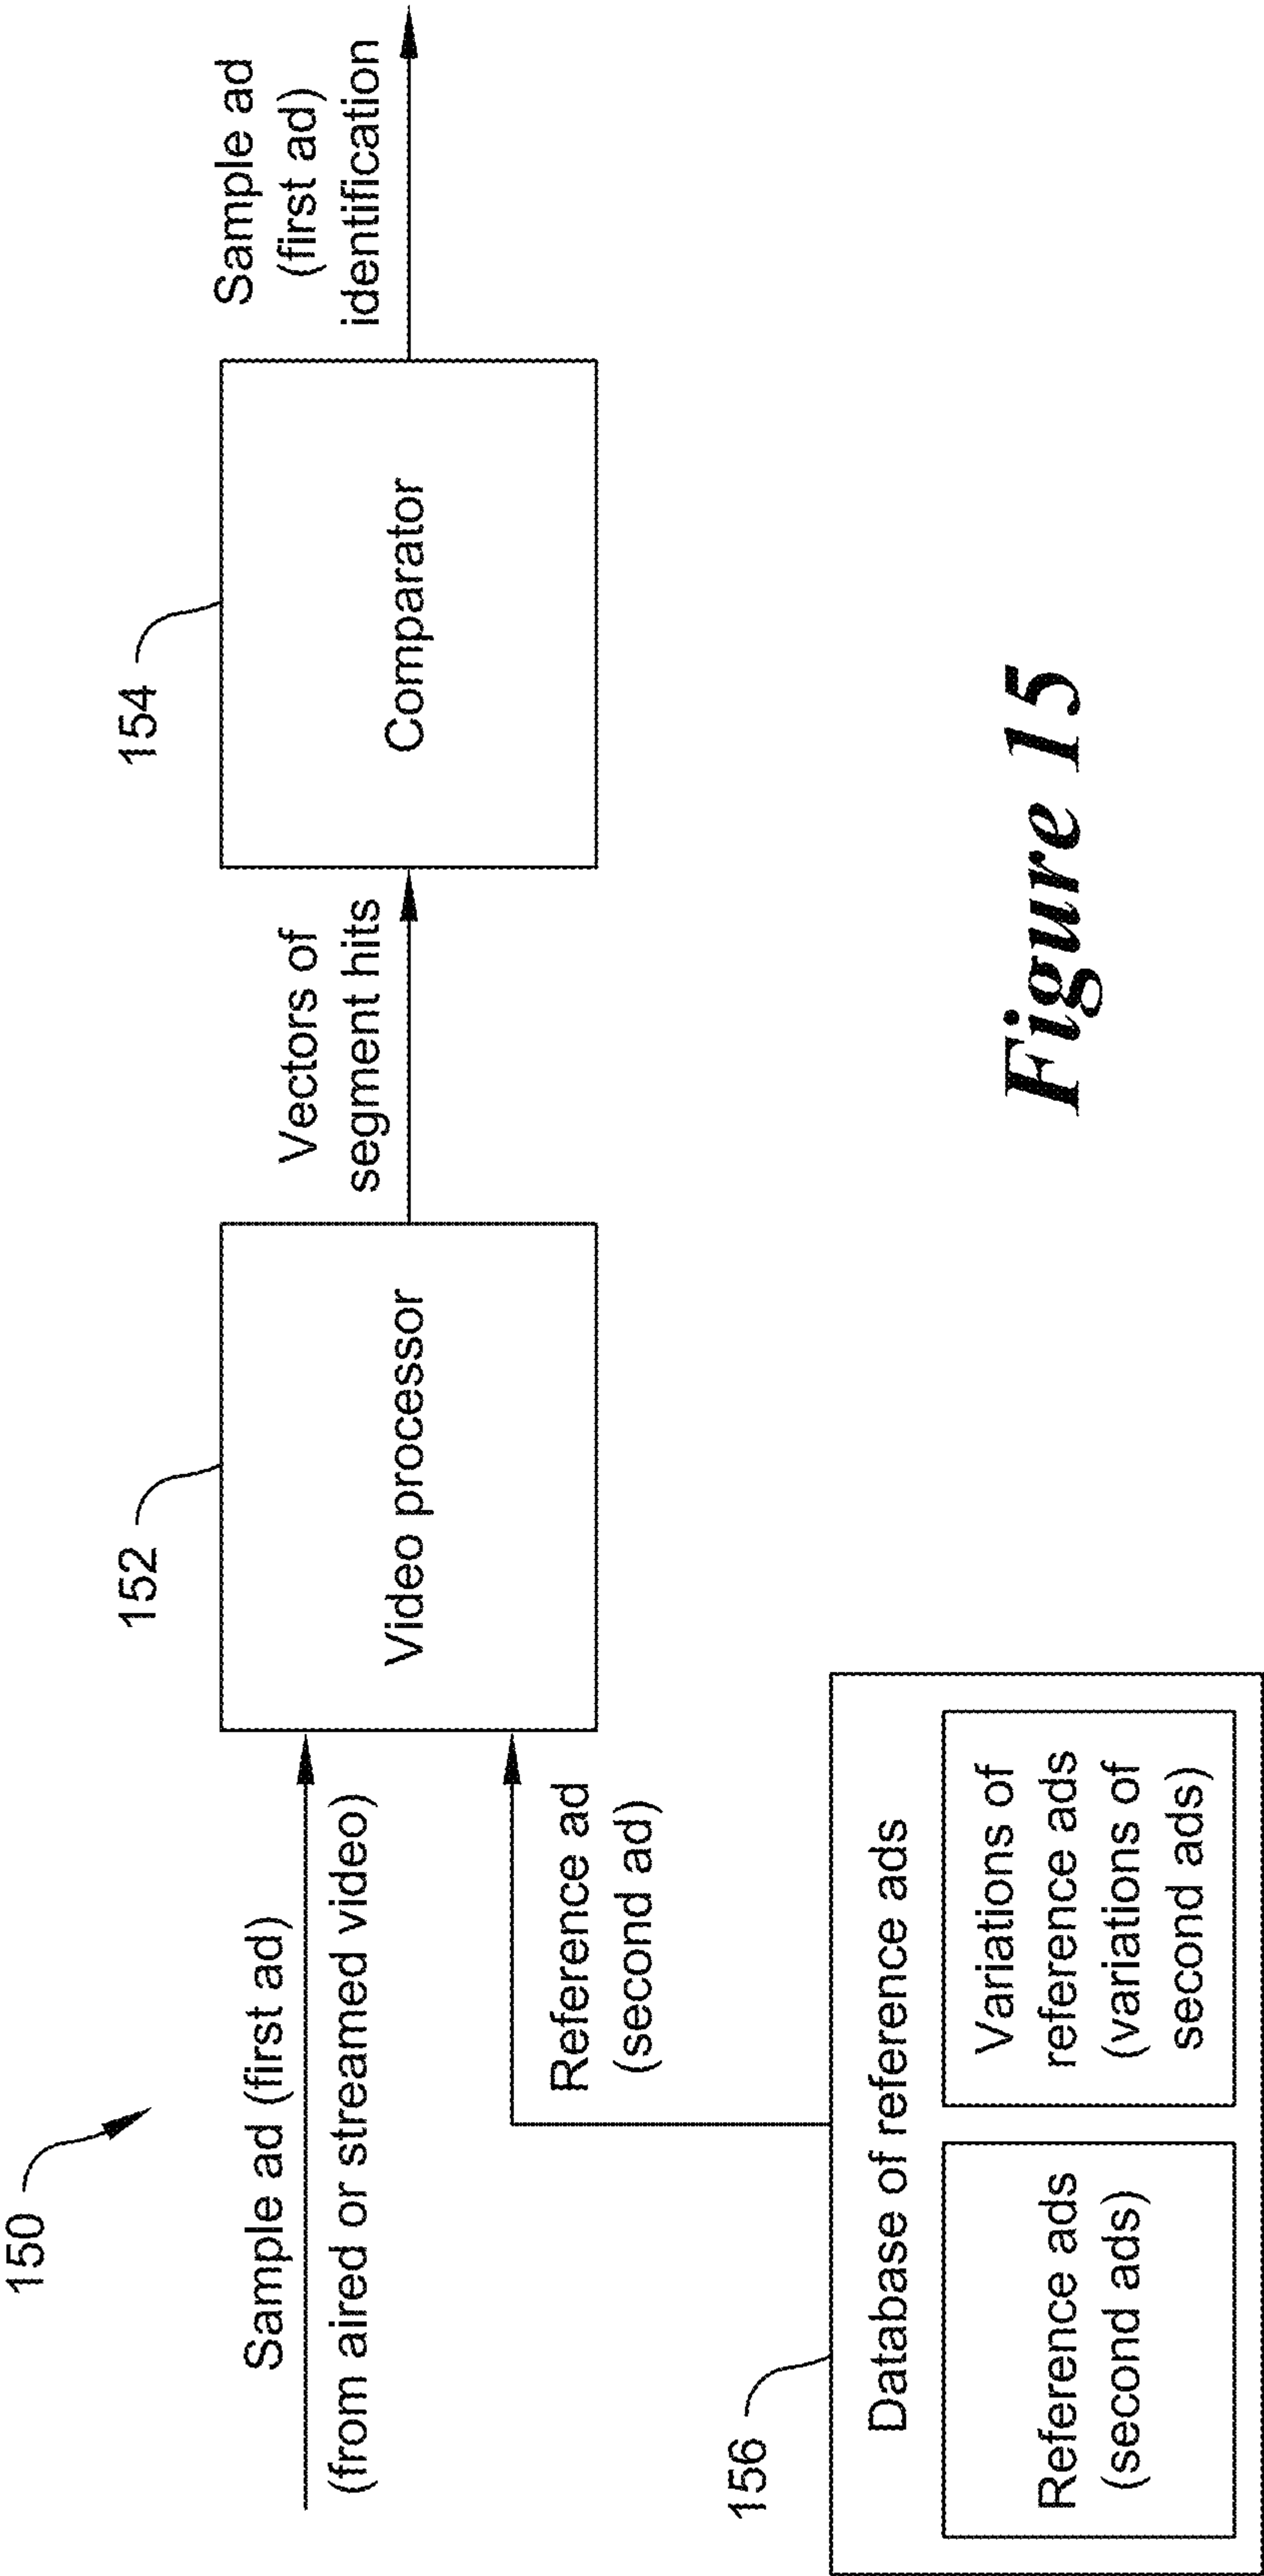 150
Sample ad (first ad)
(from aired or streamed video)
152
Video processor
Vectors of
segment hits
154
Comparator
Sample ad
(first ad)
identification
Reference ad
(second ad)
156
Database of reference ads
Reference ads
(second ads)
Variations of
reference ads
(variations of
second ads)
Figure 15